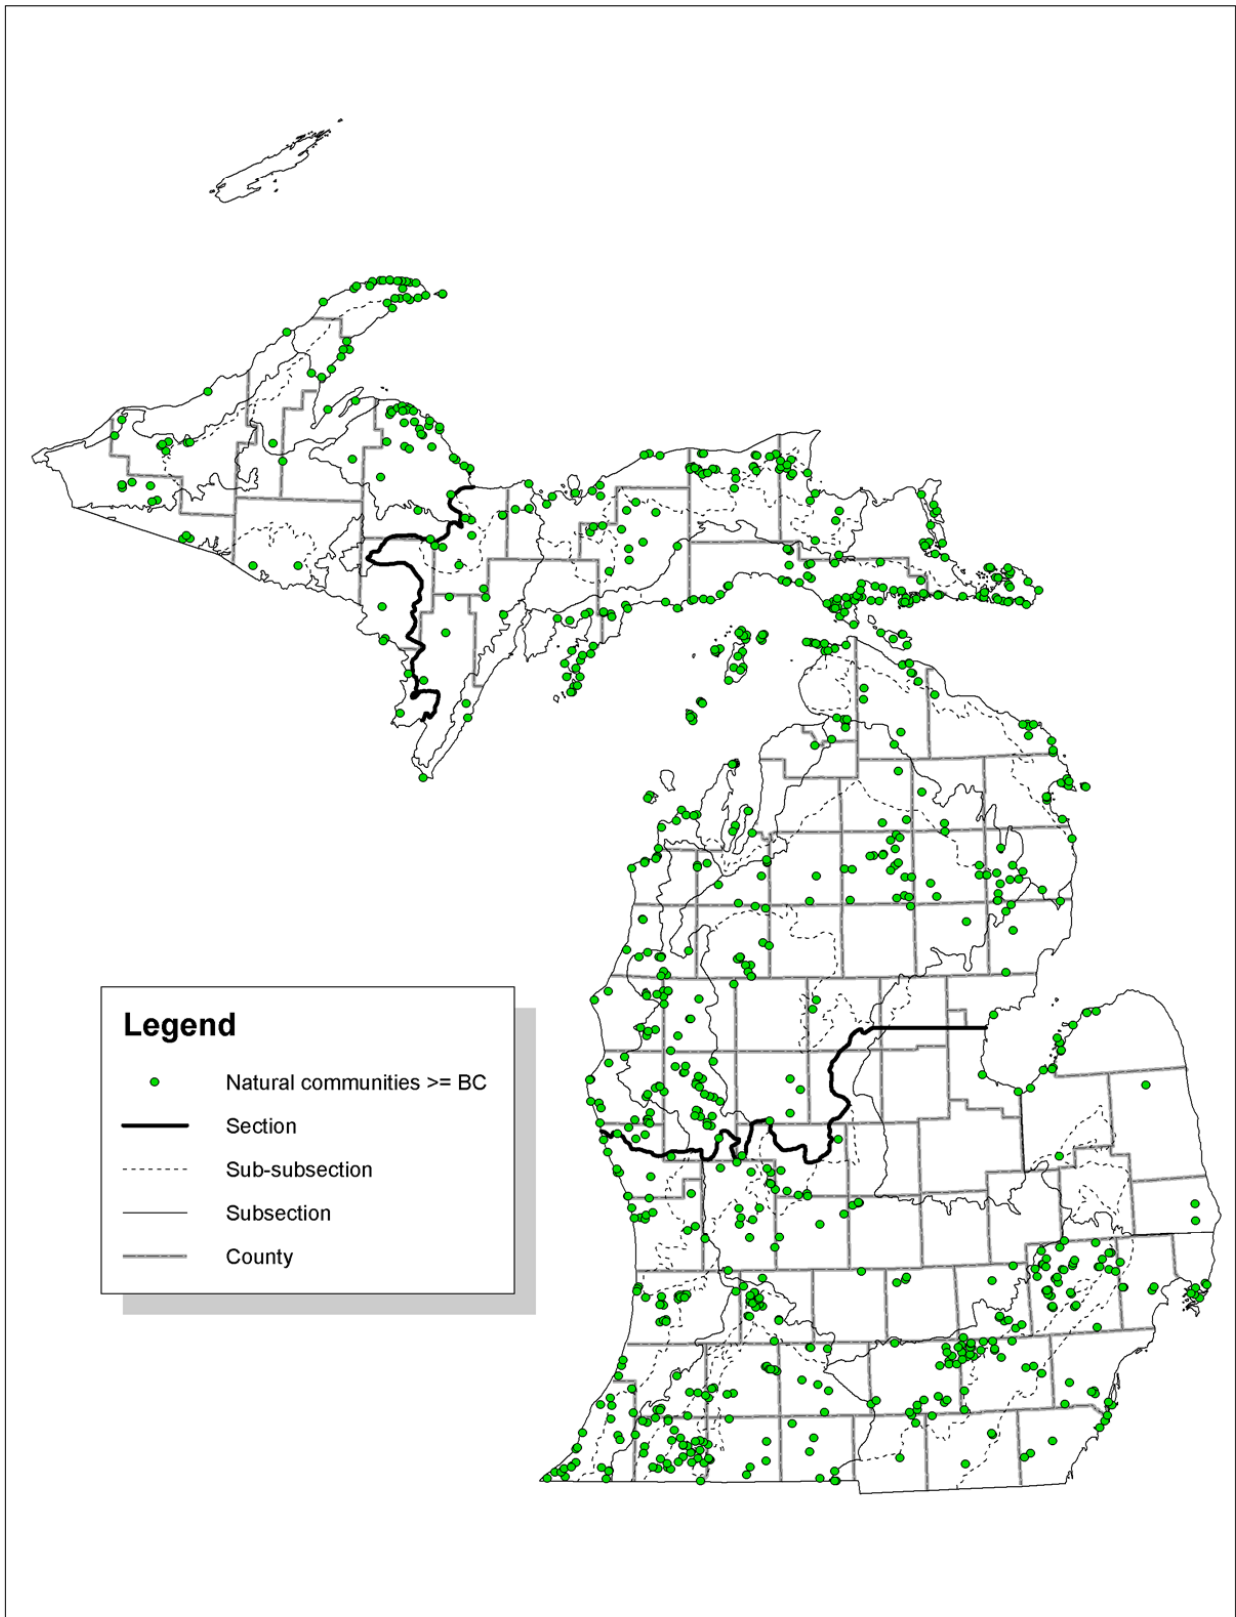 Legend
Natural communities >= BC
Section
Sub-subsection
Subsection
County